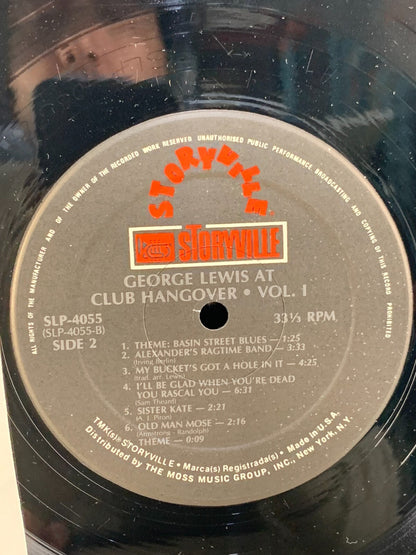 ALL RIGHTS OF THE MANUFACTURER AND OF THE OWNER OF THE RECORDED WORK RESERVED UNAUTHORISED PUBLIC PERFORMANCE BROADCASTING AND COPYING OF THIS RECORD PROHIBITED
STORYVILLE
STORYVILLE
GEORGE LEWIS AT
CLUB HANGOVER • VOL. I
SLP-4055
(SLP-4055-B)
SIDE 2
33⅓ RPM
1. THEME: BASIN STREET BLUES — 1:25
2. ALEXANDER'S RAGTIME BAND — 3:33
(Irving Berlin)
3. MY BUCKET'S GOT A HOLE IN IT — 4:25
(trad. arr. Lewis)
4. I'LL BE GLAD WHEN YOU'RE DEAD
YOU RASCAL YOU — 6:31
(Sam Theard)
5. SISTER KATE — 2:21
(A. J. Piron)
6. OLD MAN MOSE — 2:16
(Armstrong - Randolph)
THEME — 0:09
TMK(s) ® STORYVILLE • Marca(s) Registrada(s) • Made in U.S.A.
Distributed by THE MOSS MUSIC GROUP, INC., New York, N.Y.